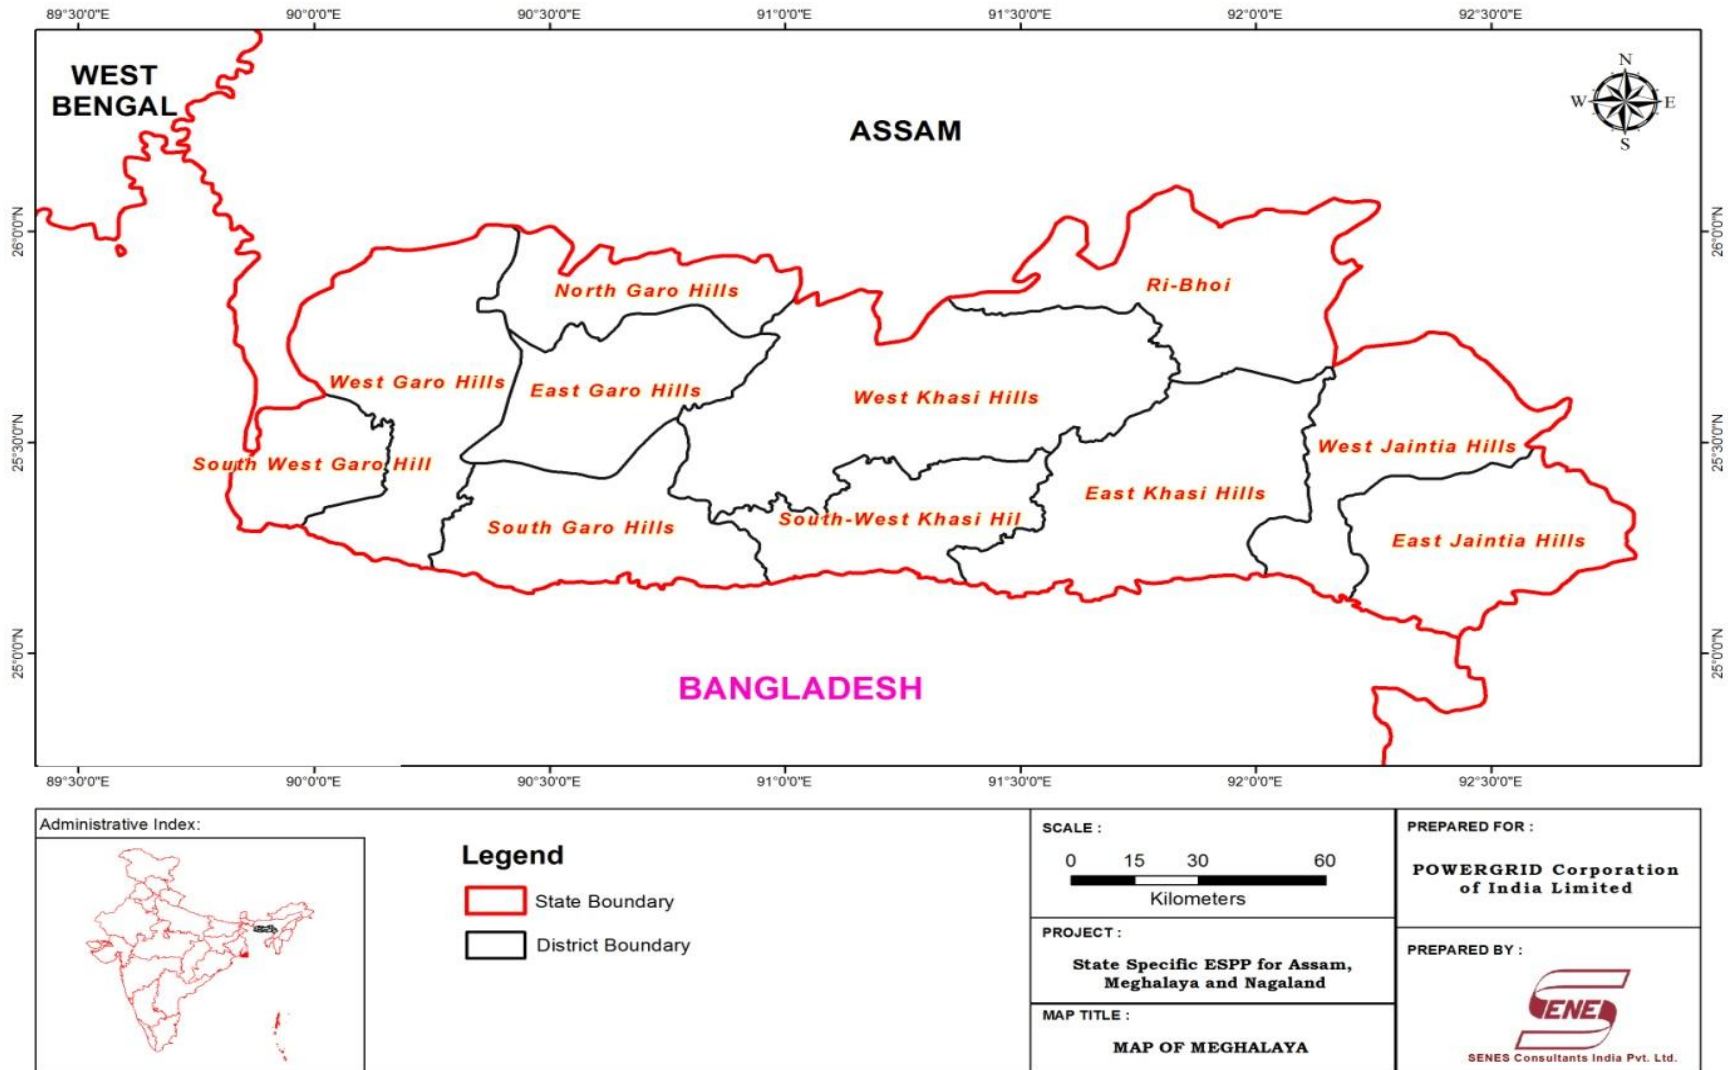 89°30'0"E 90°0'0"E 90°30'0"E 91°0'0"E 91°30'0"E 92°0'0"E 92°30'0"E
WEST
BENGAL
ASSAM
N
W E
S
26°0'0"N 26°0'0"N
Ri-Bhoi
North Garo Hills
West Garo Hills
East Garo Hills
West Khasi Hills
25°30'0"N 25°30'0"N
West Jaintia Hills
South West Garo Hill
East Khasi Hills
South-West Khasi Hil
South Garo Hills
East Jaintia Hills
25°0'0"N 25°0'0"N
BANGLADESH
89°30'0"E 90°0'0"E 90°30'0"E 91°0'0"E 91°30'0"E 92°0'0"E 92°30'0"E
Administrative Index:
Legend
State Boundary
District Boundary
SCALE :
0 15 30 60
Kilometers
PROJECT :
State Specific ESPP for Assam,
Meghalaya and Nagaland
MAP TITLE :
MAP OF MEGHALAYA
PREPARED FOR :
POWERGRID Corporation
of India Limited
PREPARED BY :
SENES
SENES Consultants India Pvt. Ltd.